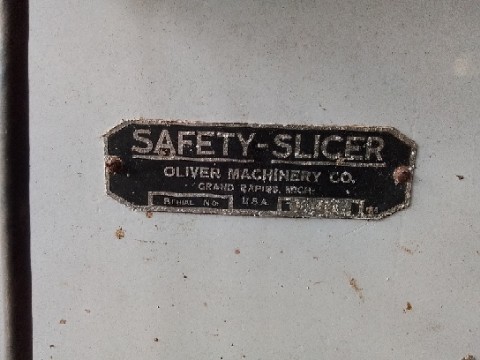 SAFETY-SLICER
OLIVER MACHINERY CO.
GRAND RAPIDS, MICH.
SERIAL NO. U.S.A.